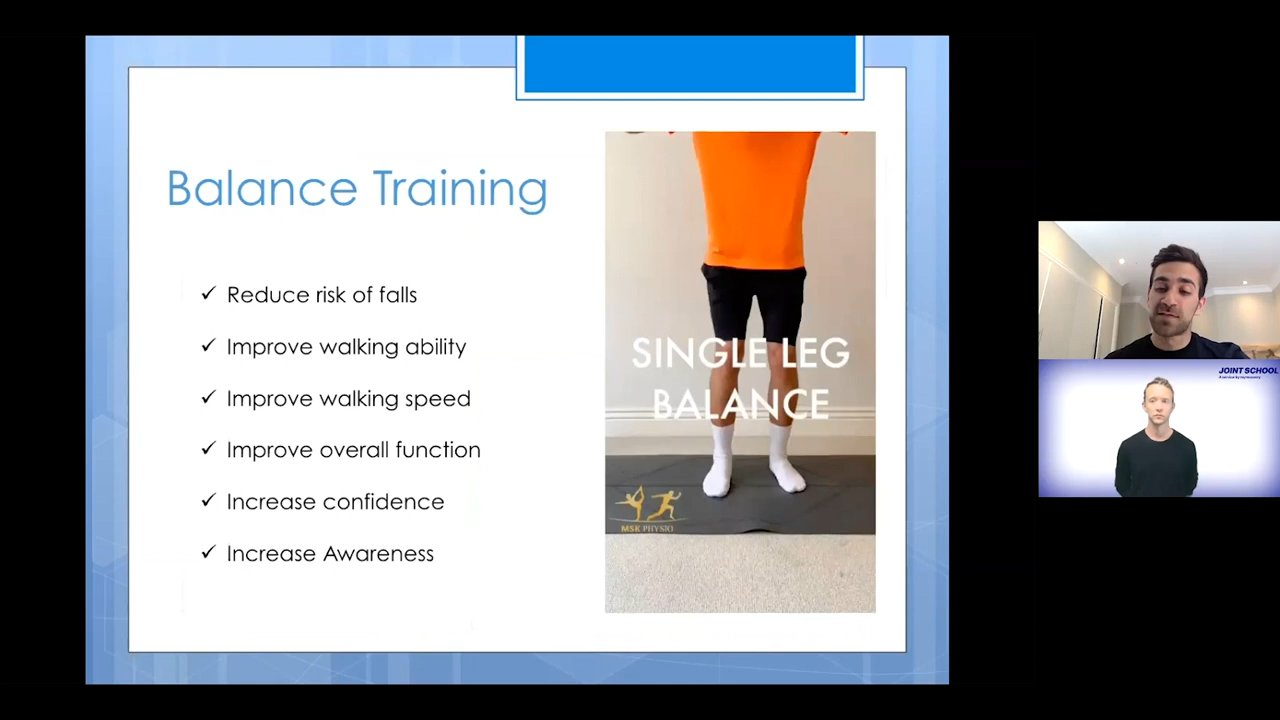 Balance Training
✓ Reduce risk of falls
✓ Improve walking ability
✓ Improve walking speed
✓ Improve overall function
✓ Increase confidence
✓ Increase Awareness
SINGLE LEG
BALANCE
MSK PHYSIO
JOINT SCHOOL